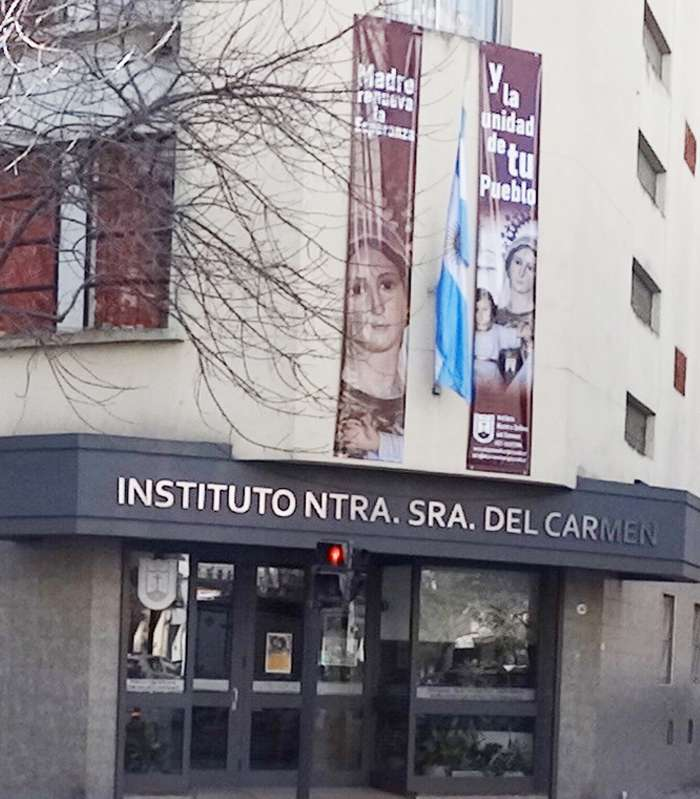 Madre
renueva
la
Esperanza
y
la
unidad
de tu
Pueblo
INSTITUTO NTRA. SRA. DEL CARMEN